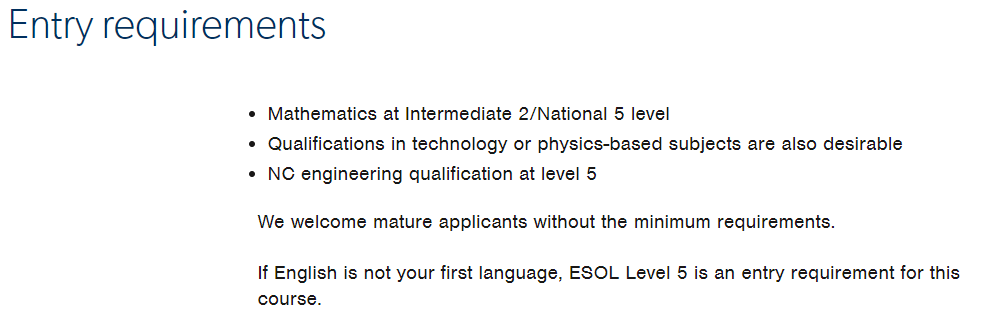 Entry requirements
• Mathematics at Intermediate 2/National 5 level
• Qualifications in technology or physics-based subjects are also desirable
• NC engineering qualification at level 5
We welcome mature applicants without the minimum requirements.
If English is not your first language, ESOL Level 5 is an entry requirement for this
course.